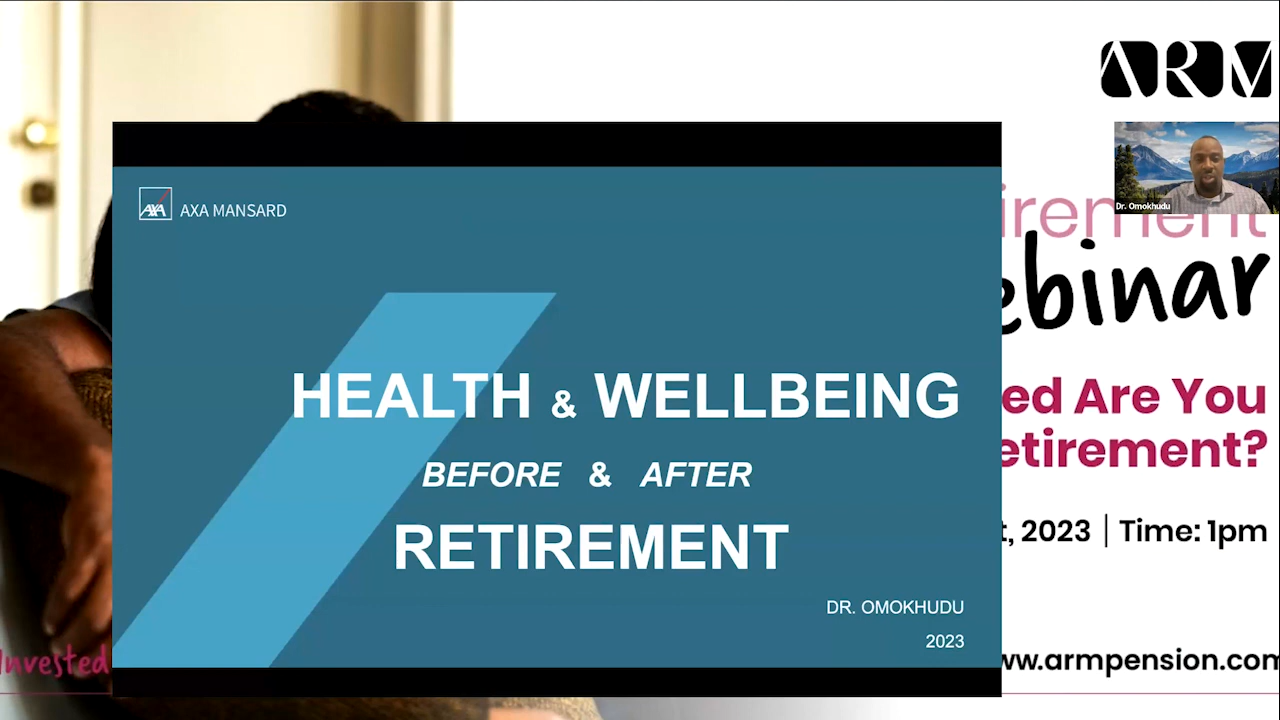 ARM
AXA AXA MANSARD
Dr. Omokhudu
irement
ebinar
HEALTH & WELLBEING
BEFORE & AFTER
RETIREMENT
DR. OMOKHUDU
2023
ed Are You
etirement?
t, 2023 | Time: 1pm
Invested
ww.armpension.com